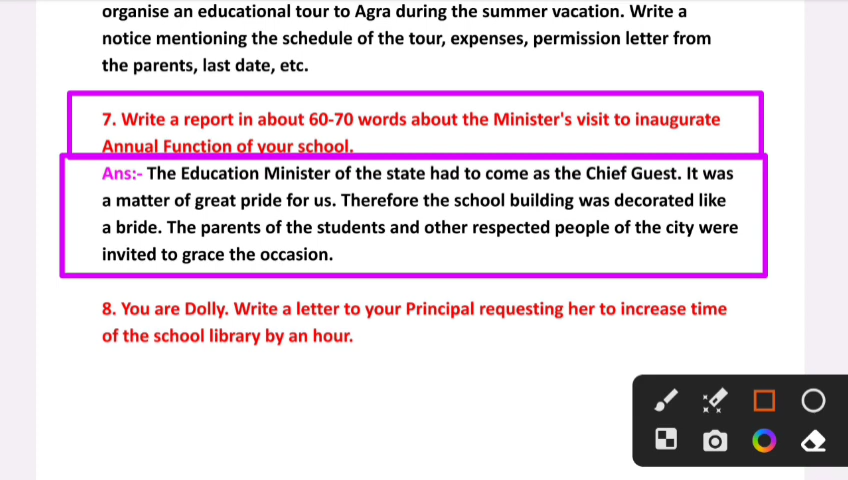 organise an educational tour to Agra during the summer vacation. Write a
notice mentioning the schedule of the tour, expenses, permission letter from
the parents, last date, etc.
7. Write a report in about 60-70 words about the Minister's visit to inaugurate
Annual Function of your school.
Ans:- The Education Minister of the state had to come as the Chief Guest. It was
a matter of great pride for us. Therefore the school building was decorated like
a bride. The parents of the students and other respected people of the city were
invited to grace the occasion.
8. You are Dolly. Write a letter to your Principal requesting her to increase time
of the school library by an hour.